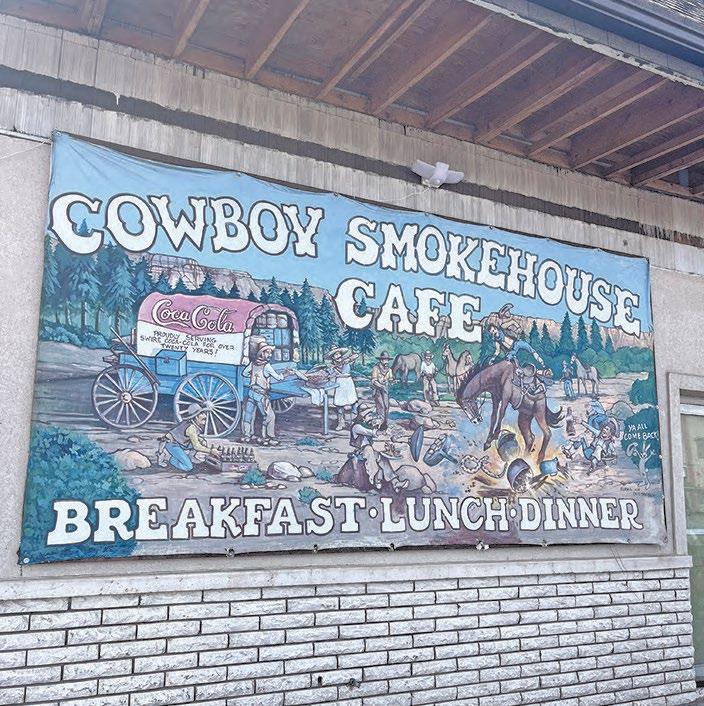 COWBOY SMOKEHOUSE
CAFE
Coca-Cola
PROUDLY SERVING
SWIRE COCA-COLA FOR OVER
TWENTY YEARS!
YA ALL
COME BACK
BREAKFAST·LUNCH·DINNER